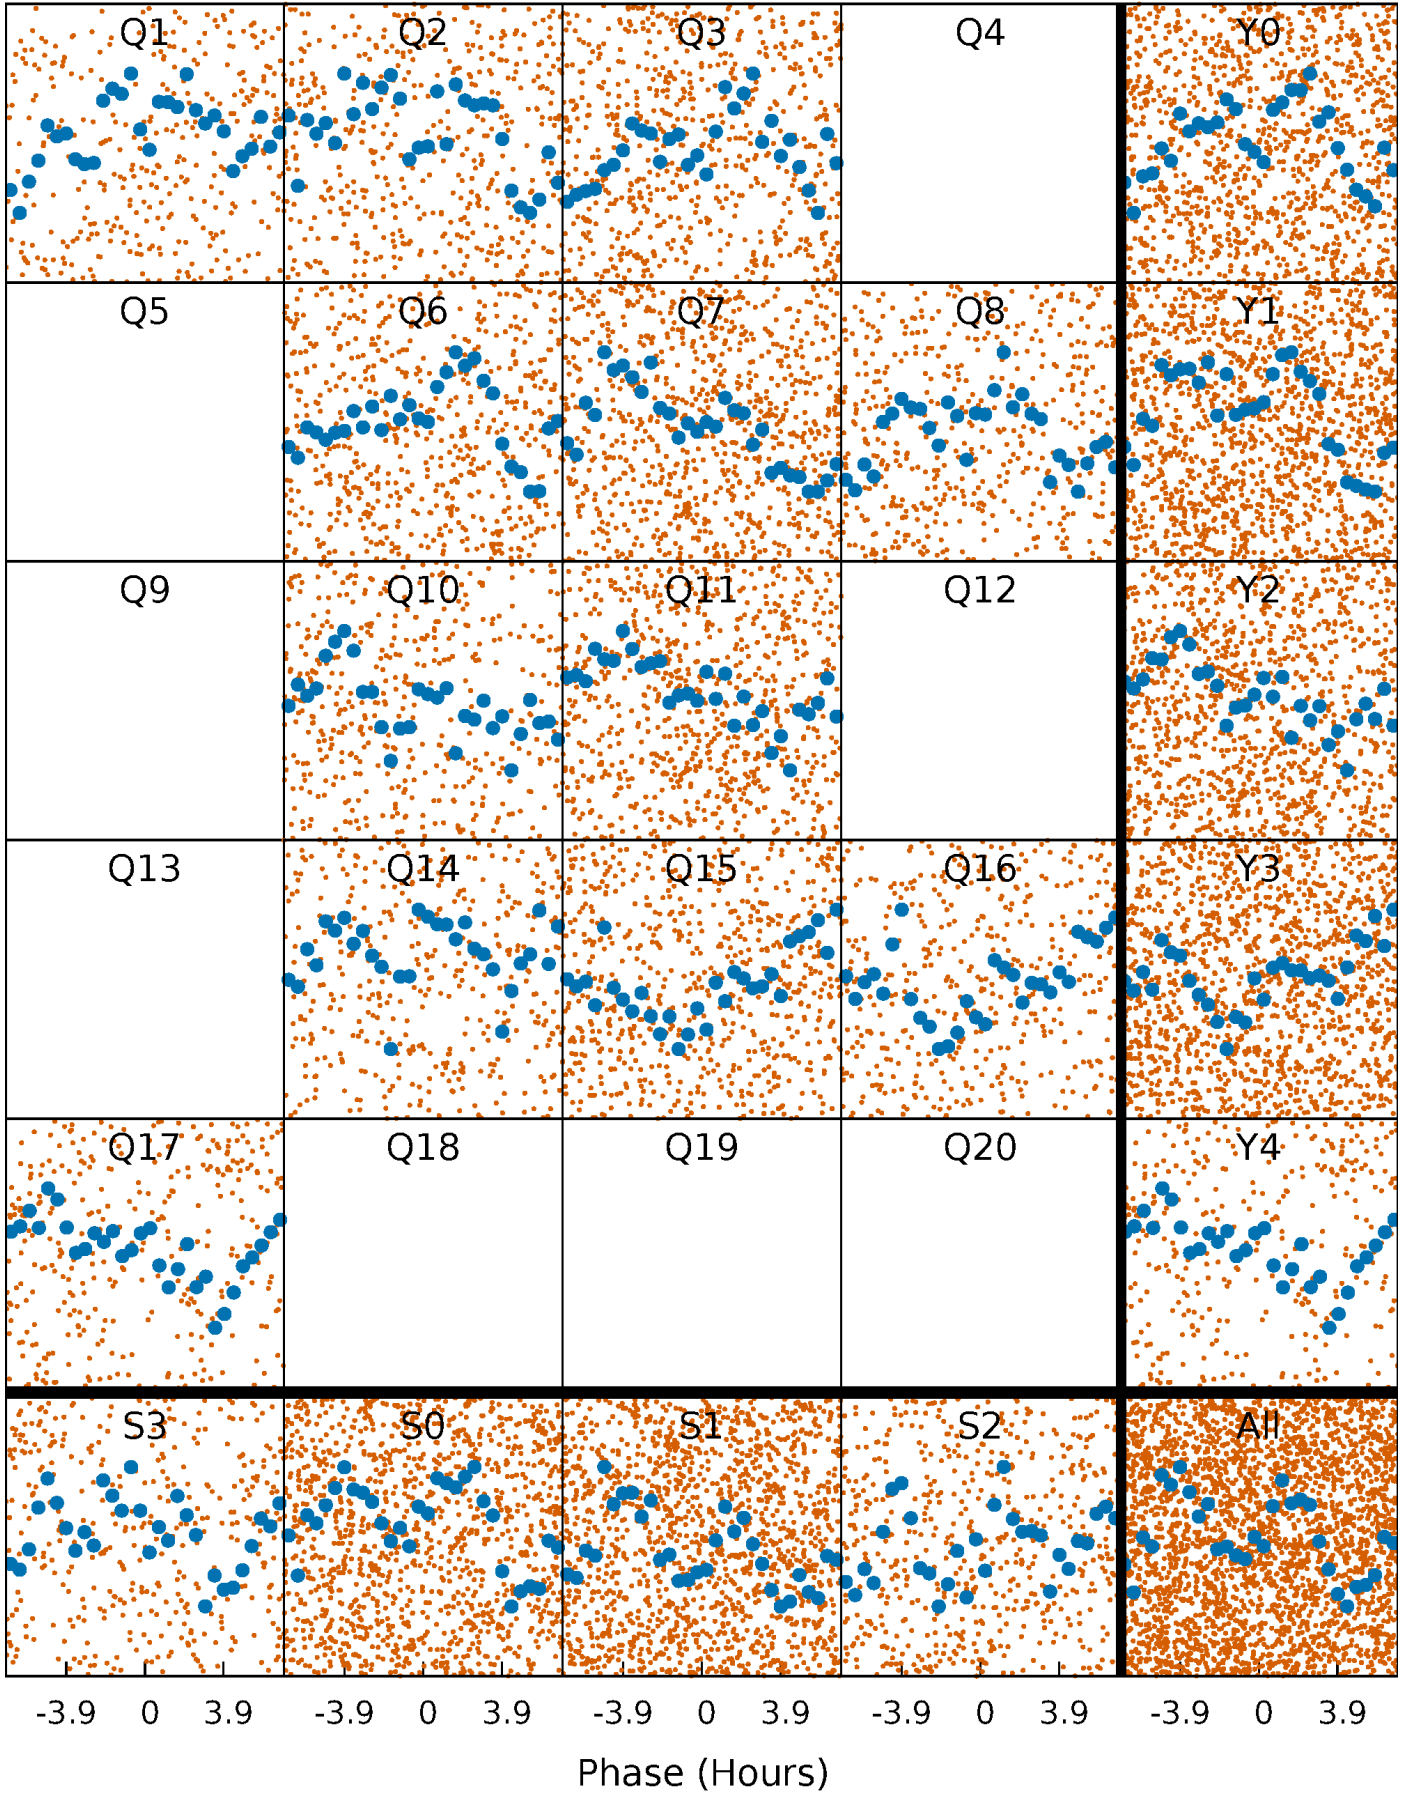 Q1 Q2 Q3 Q4 Y0
Q5 Q6 Q7 Q8 Y1
Q9 Q10 Q11 Q12 Y2
Q13 Q14 Q15 Q16 Y3
Q17 Q18 Q19 Q20 Y4
S3 S0 S1 S2 All
-3.9 0 3.9 -3.9 0 3.9 -3.9 0 3.9 -3.9 0 3.9 -3.9 0 3.9
Phase (Hours)